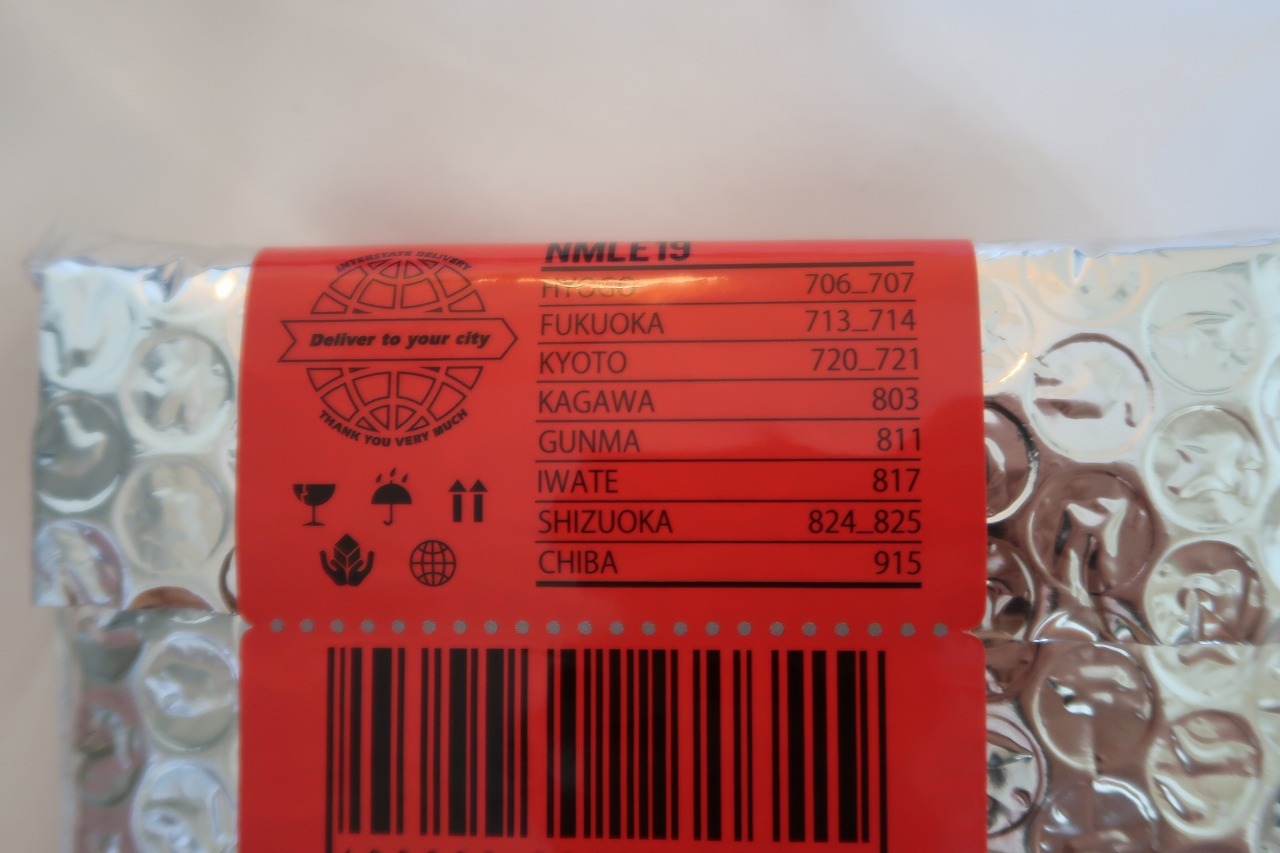 INTERSTATE DELIVERY
Deliver to your city
THANK YOU VERY MUCH
NMLE19
HYOGO 706_707
FUKUOKA 713_714
KYOTO 720_721
KAGAWA 803
GUNMA 811
IWATE 817
SHIZUOKA 824_825
CHIBA 915